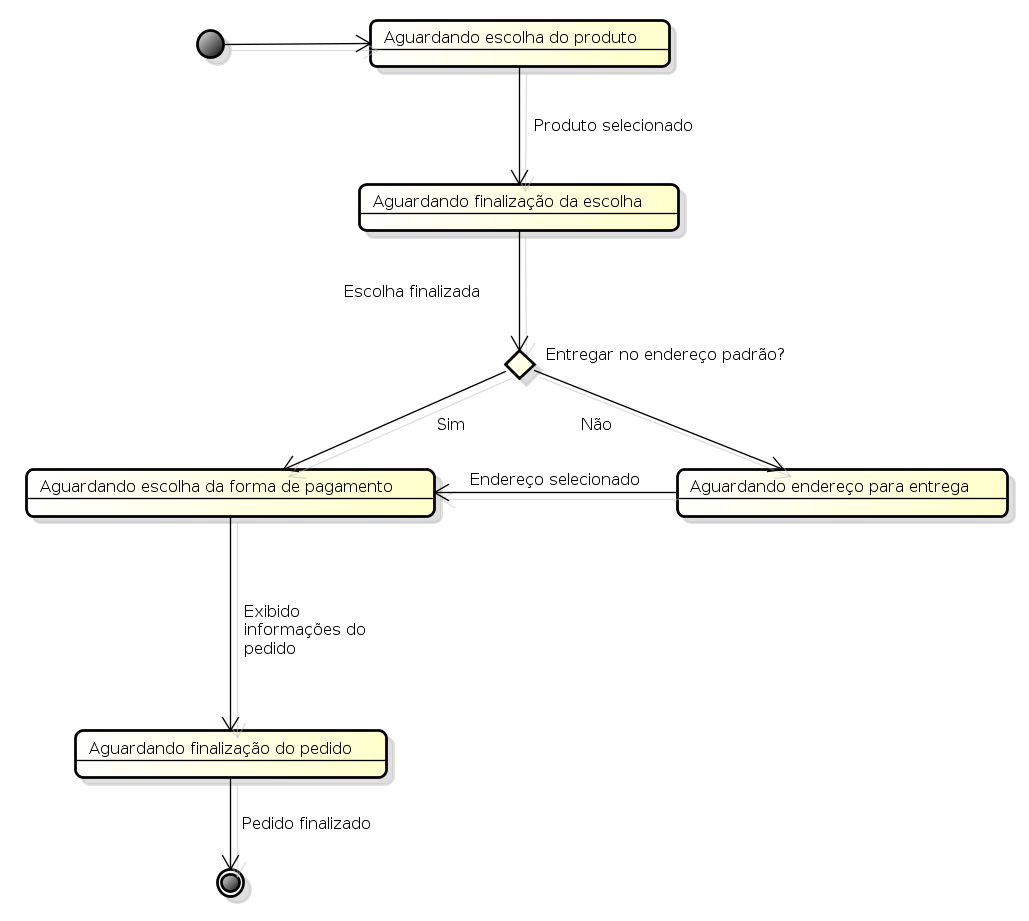 Aguardando escolha do produto
Produto selecionado
Aguardando finalização da escolha
Escolha finalizada
Entregar no endereço padrão?
Sim
Não
Aguardando escolha da forma de pagamento
Endereço selecionado
Aguardando endereço para entrega
Exibido
informações do
pedido
Aguardando finalização do pedido
Pedido finalizado